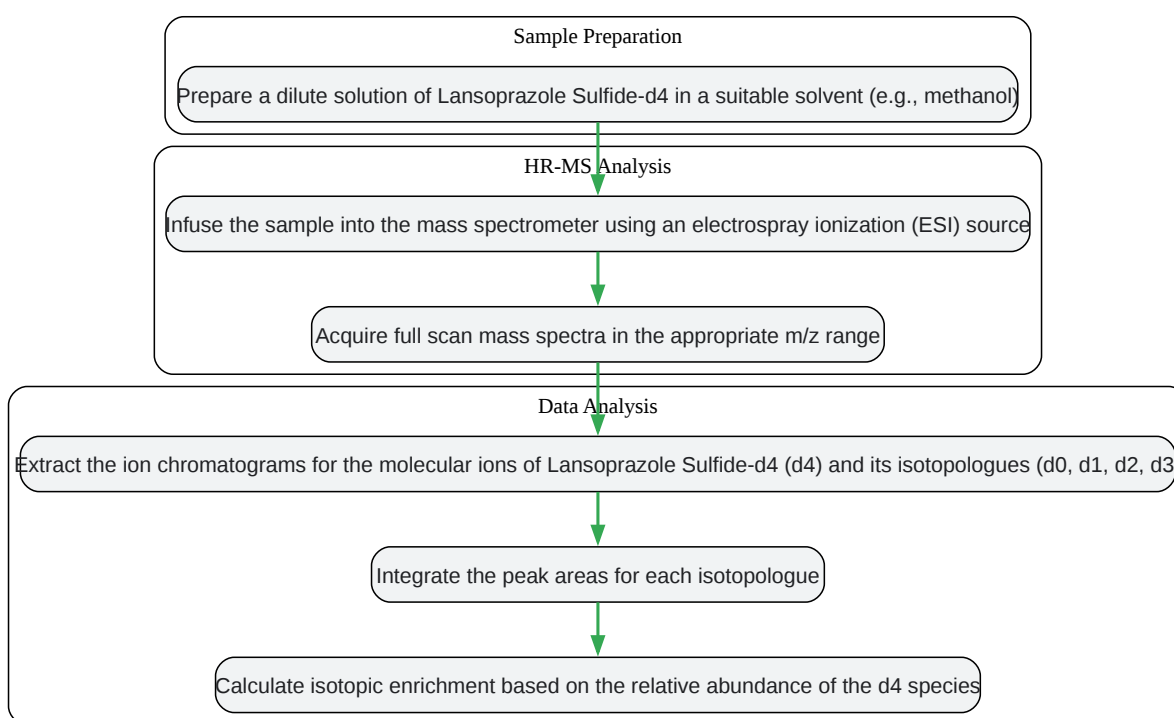 Sample Preparation
Prepare a dilute solution of Lansoprazole Sulfide-d4 in a suitable solvent (e.g., methanol)
HR-MS Analysis
Infuse the sample into the mass spectrometer using an electrospray ionization (ESI) source
Acquire full scan mass spectra in the appropriate m/z range
Data Analysis
Extract the ion chromatograms for the molecular ions of Lansoprazole Sulfide-d4 (d4) and its isotopologues (d0, d1, d2, d3
Integrate the peak areas for each isotopologue
Calculate isotopic enrichment based on the relative abundance of the d4 species